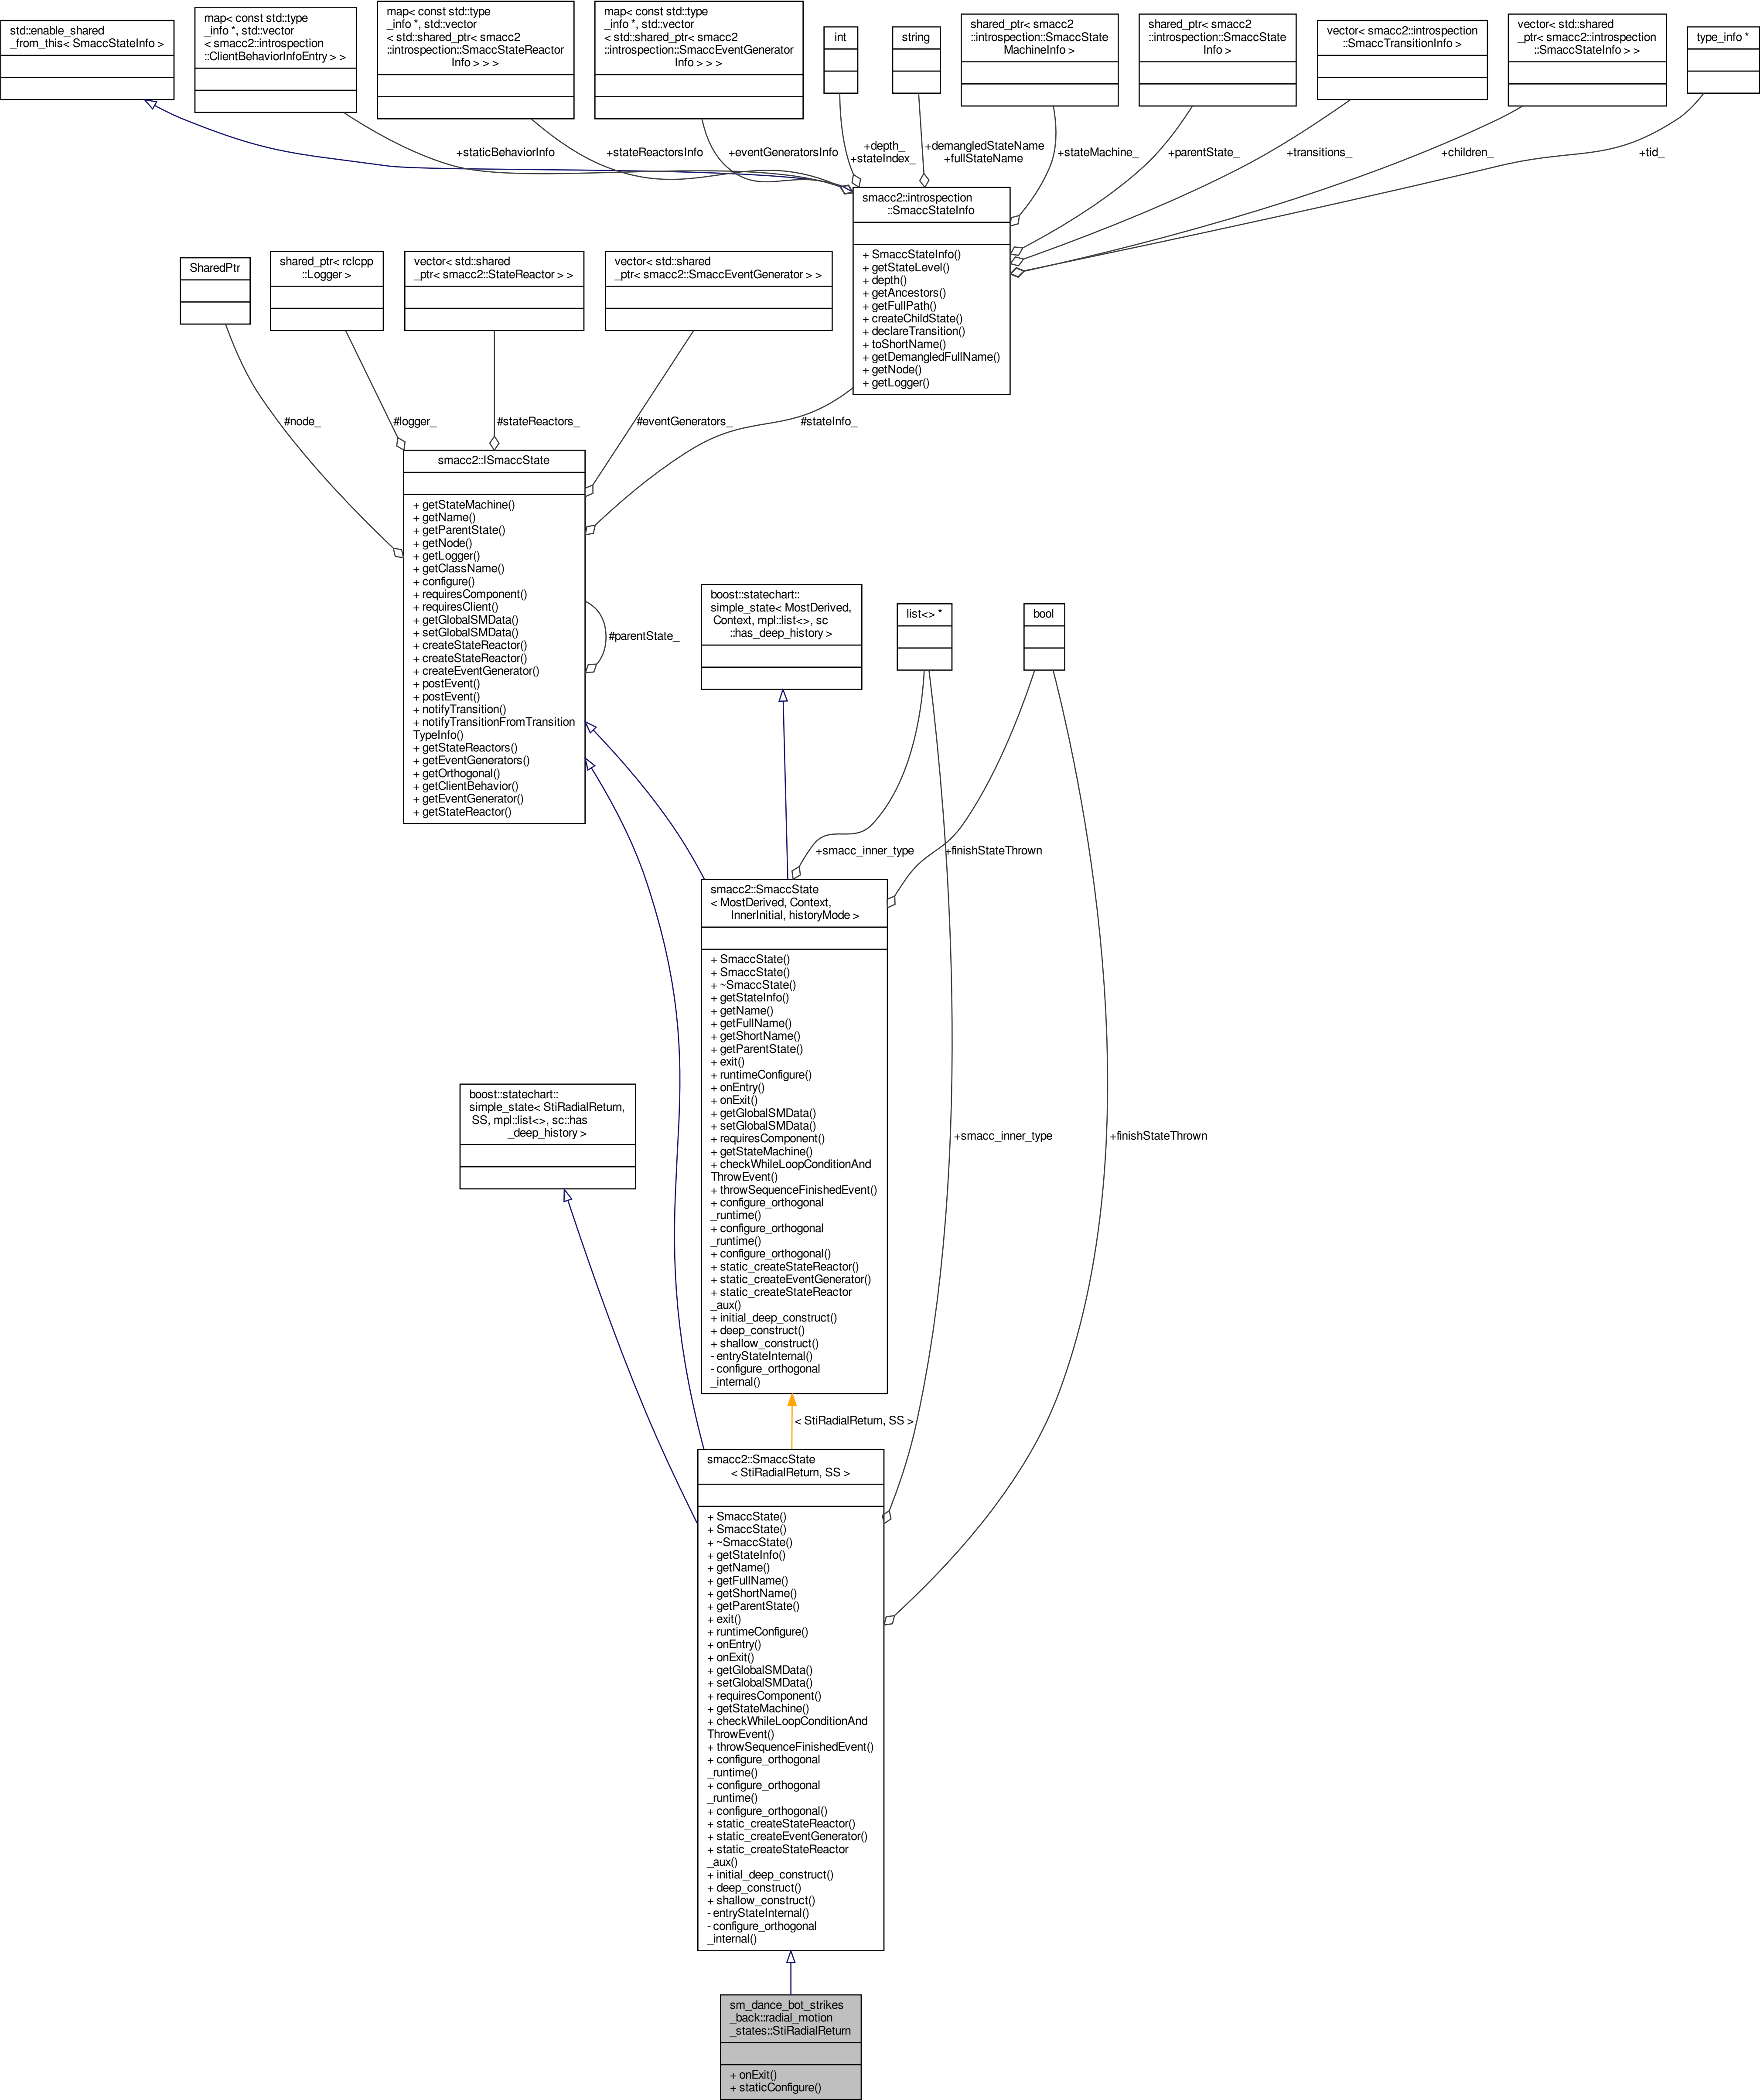 std::enable_shared
_from_this< SmaccStateInfo >
map< const std::type
_info *, std::vector
< smacc2::introspection
::ClientBehaviorInfoEntry > >
map< const std::type
_info *, std::vector
< std::shared_ptr< smacc2
::introspection::SmaccStateReactor
Info > > >
map< const std::type
_info *, std::vector
< std::shared_ptr< smacc2
::introspection::SmaccEventGenerator
Info > > >
int
string
shared_ptr< smacc2
::introspection::SmaccState
MachineInfo >
shared_ptr< smacc2
::introspection::SmaccState
Info >
vector< smacc2::introspection
::SmaccTransitionInfo >
vector< std::shared
_ptr< smacc2::introspection
::SmaccStateInfo > >
type_info *
+staticBehaviorInfo
+stateReactorsInfo
+eventGeneratorsInfo
+depth_
+stateIndex_
+demangledStateName
+fullStateName
+stateMachine_
+parentState_
+transitions_
+children_
+tid_
smacc2::introspection
::SmaccStateInfo
+ SmaccStateInfo()
+ getStateLevel()
+ depth()
+ getAncestors()
+ getFullPath()
+ createChildState()
+ declareTransition()
+ toShortName()
+ getDemangledFullName()
+ getNode()
+ getLogger()
SharedPtr
shared_ptr< rclcpp
::Logger >
vector< std::shared
_ptr< smacc2::StateReactor > >
vector< std::shared
_ptr< smacc2::SmaccEventGenerator > >
#node_
#logger_
#stateReactors_
#eventGenerators_
#stateInfo_
smacc2::ISmaccState
+ getStateMachine()
+ getName()
+ getParentState()
+ getNode()
+ getLogger()
+ getClassName()
+ configure()
+ requiresComponent()
+ requiresClient()
+ getGlobalSMData()
+ setGlobalSMData()
+ createStateReactor()
+ createStateReactor()
+ createEventGenerator()
+ postEvent()
+ postEvent()
+ notifyTransition()
+ notifyTransitionFromTransition
TypeInfo()
+ getStateReactors()
+ getEventGenerators()
+ getOrthogonal()
+ getClientBehavior()
+ getEventGenerator()
+ getStateReactor()
#parentState_
boost::statechart::
simple_state< MostDerived,
Context, mpl::list<>, sc
::has_deep_history >
list<> *
bool
+smacc_inner_type
+finishStateThrown
smacc2::SmaccState
< MostDerived, Context,
InnerInitial, historyMode >
+ SmaccState()
+ SmaccState()
+ ~SmaccState()
+ getStateInfo()
+ getName()
+ getFullName()
+ getShortName()
+ getParentState()
+ exit()
+ runtimeConfigure()
+ onEntry()
+ onExit()
+ getGlobalSMData()
+ setGlobalSMData()
+ requiresComponent()
+ getStateMachine()
+ checkWhileLoopConditionAnd
ThrowEvent()
+ throwSequenceFinishedEvent()
+ configure_orthogonal
_runtime()
+ configure_orthogonal
_runtime()
+ configure_orthogonal()
+ static_createStateReactor()
+ static_createEventGenerator()
+ static_createStateReactor
_aux()
+ initial_deep_construct()
+ deep_construct()
+ shallow_construct()
- entryStateInternal()
- configure_orthogonal
_internal()
boost::statechart::
simple_state< StiRadialReturn,
SS, mpl::list<>, sc::has
_deep_history >
+smacc_inner_type
+finishStateThrown
< StiRadialReturn, SS >
smacc2::SmaccState
< StiRadialReturn, SS >
+ SmaccState()
+ SmaccState()
+ ~SmaccState()
+ getStateInfo()
+ getName()
+ getFullName()
+ getShortName()
+ getParentState()
+ exit()
+ runtimeConfigure()
+ onEntry()
+ onExit()
+ getGlobalSMData()
+ setGlobalSMData()
+ requiresComponent()
+ getStateMachine()
+ checkWhileLoopConditionAnd
ThrowEvent()
+ throwSequenceFinishedEvent()
+ configure_orthogonal
_runtime()
+ configure_orthogonal
_runtime()
+ configure_orthogonal()
+ static_createStateReactor()
+ static_createEventGenerator()
+ static_createStateReactor
_aux()
+ initial_deep_construct()
+ deep_construct()
+ shallow_construct()
- entryStateInternal()
- configure_orthogonal
_internal()
sm_dance_bot_strikes
_back::radial_motion
_states::StiRadialReturn
+ onExit()
+ staticConfigure()